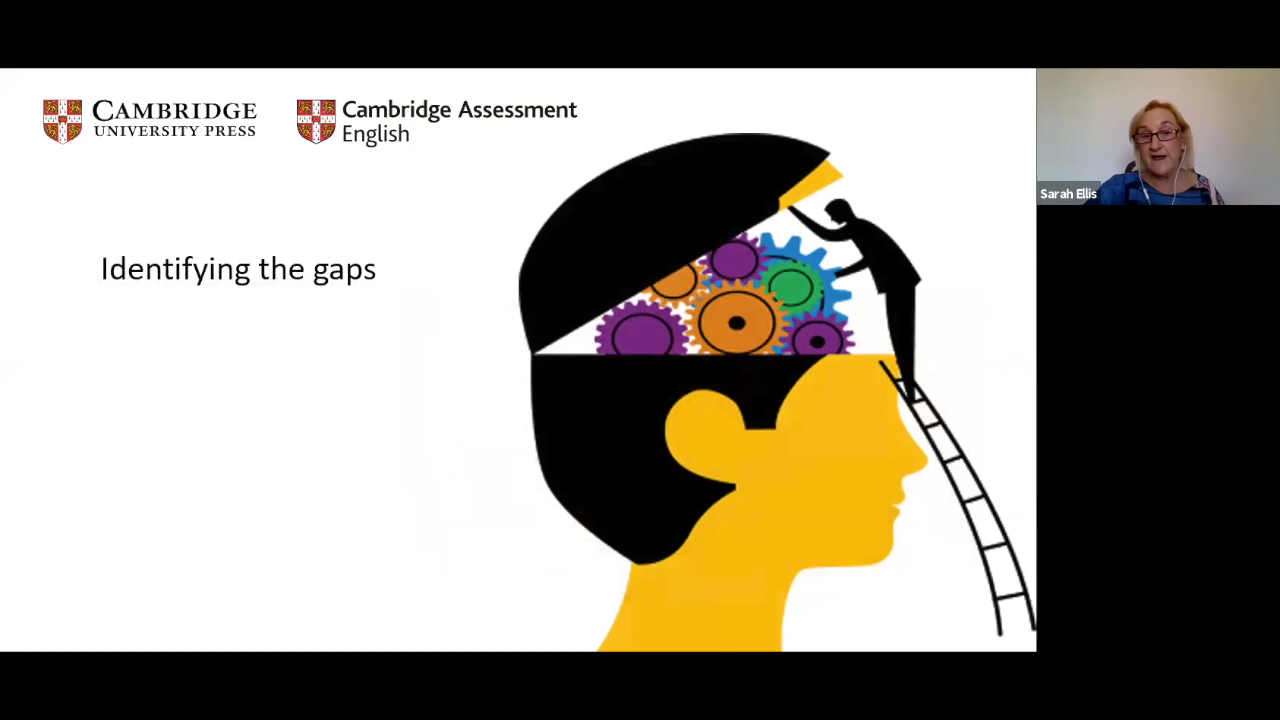 CAMBRIDGE
UNIVERSITY PRESS
Cambridge Assessment
English
Identifying the gaps
Sarah Ellis